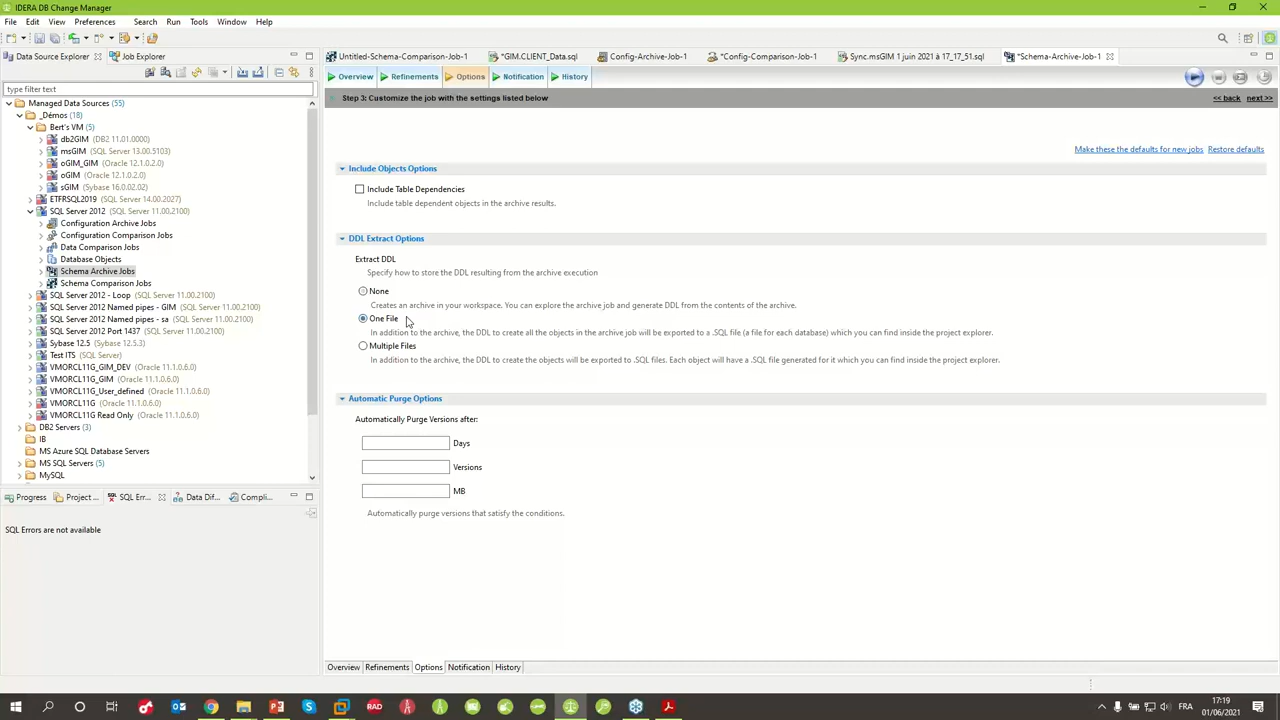 IDERA DB Change Manager
File Edit View Preferences Search Run Tools Window Help
Data Source Explorer Job Explorer
type filter text
Managed Data Sources (55)
_Démos (18)
Bert's VM (5)
db2GIM (DB2 11.01.0000)
msGIM (SQL Server 13.00.5103)
oGIM_GIM (Oracle 12.1.0.2.0)
oGIM (Oracle 12.1.0.2.0)
sGIM (Sybase 16.0.02.02)
ETFRSQL2019 (SQL Server 14.00.2027)
SQL Server 2012 (SQL Server 11.00.2100)
Configuration Archive Jobs
Configuration Comparison Jobs
Data Comparison Jobs
Database Objects
Schema Archive Jobs
Schema Comparison Jobs
SQL Server 2012 - Loop (SQL Server 11.00.2100)
SQL Server 2012 Named pipes - GIM (SQL Server 11.00.2100)
SQL Server 2012 Named pipes - sa (SQL Server 11.00.2100)
SQL Server 2012 Port 1437 (SQL Server 11.00.2100)
Sybase 12.5 (Sybase 12.5.3)
Test ITS (SQL Server)
VMORCL11G_GIM_DEV (Oracle 11.1.0.6.0)
VMORCL11G_GIM (Oracle 11.1.0.6.0)
VMORCL11G_User_defined (Oracle 11.1.0.6.0)
VMORCL11G (Oracle 11.1.0.6.0)
VMORCL11G Read Only (Oracle 11.1.0.6.0)
DB2 Servers (3)
IB
MS Azure SQL Database Servers
MS SQL Servers (5)
MySQL
Progress Project ... SQL Err... Data Dif... Compli...
SQL Errors are not available
Untitled-Schema-Comparison-Job-1 *GIM.CLIENT_Data.sql Config-Archive-Job-1 *Config-Comparison-Job-1 Sync.msGIM 1 juin 2021 à 17_17_51.sql *Schema-Archive-Job-1
Overview Refinements Options Notification History
Step 3: Customize the job with the settings listed below << back next >>
Make these the defaults for new jobs Restore defaults
Include Objects Options
Include Table Dependencies
Include table dependent objects in the archive results.
DDL Extract Options
Extract DDL
Specify how to store the DDL resulting from the archive execution
None
Creates an archive in your workspace. You can explore the archive job and generate DDL from the contents of the archive.
One File
In addition to the archive, the DDL to create all the objects in the archive job will be exported to a .SQL file (a file for each database) which you can find inside the project explorer.
Multiple Files
In addition to the archive, the DDL to create the objects will be exported to .SQL files. Each object will have a .SQL file generated for it which you can find inside the project explorer.
Automatic Purge Options
Automatically Purge Versions after:
Days
Versions
MB
Automatically purge versions that satisfy the conditions.
Overview Refinements Options Notification History
RAD
FRA
17:19
01/06/2021